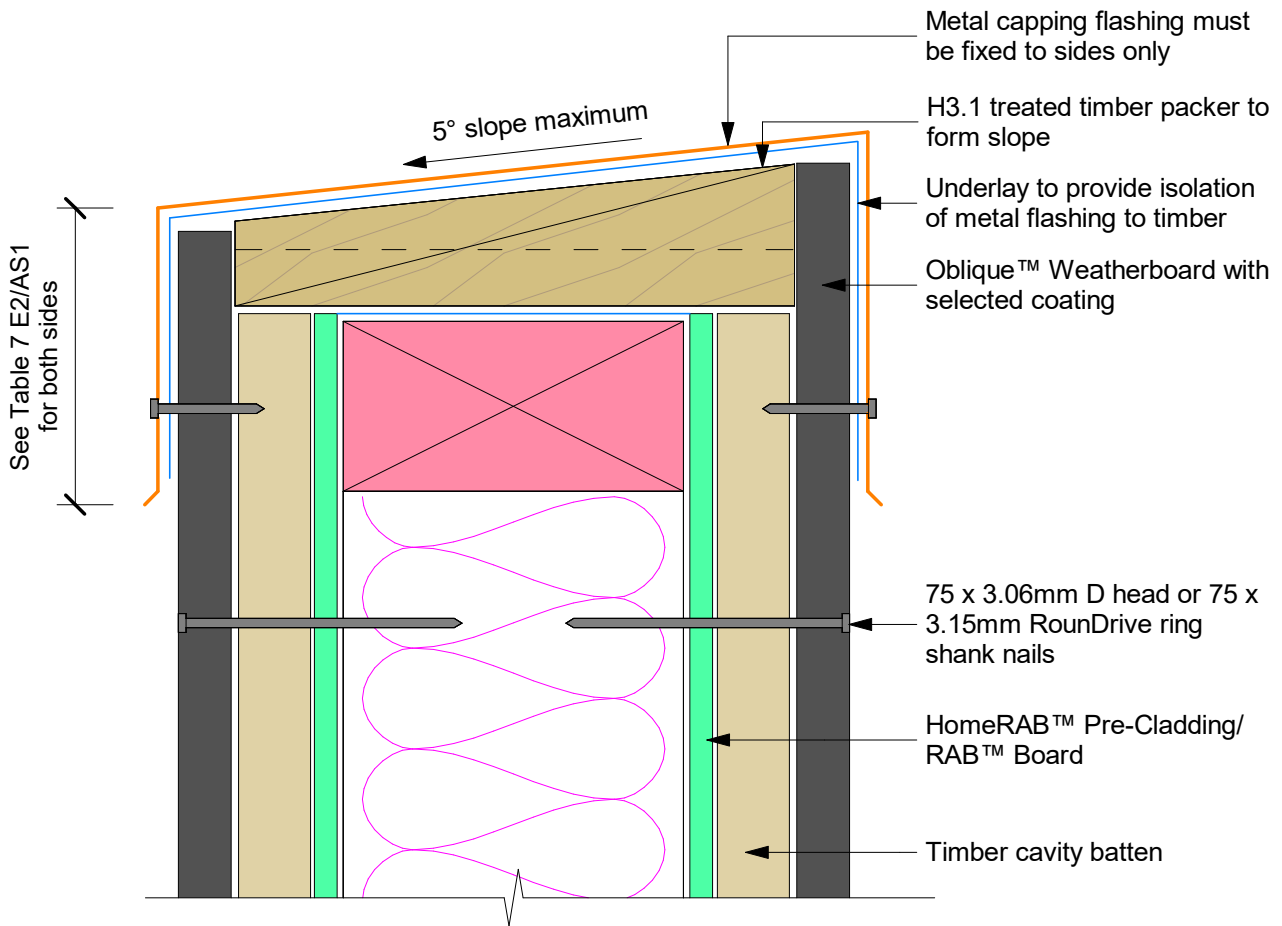 Metal capping flashing must
be fixed to sides only
5° slope maximum
H3.1 treated timber packer to
form slope
Underlay to provide isolation
of metal flashing to timber
Oblique™ Weatherboard with
selected coating
See Table 7 E2/AS1
for both sides
75 x 3.06mm D head or 75 x
3.15mm RounDrive ring
shank nails
HomeRAB™ Pre-Cladding/
RAB™ Board
Timber cavity batten